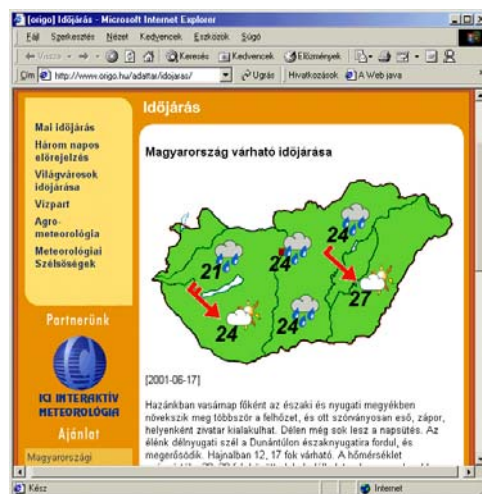 [origo] Időjárás - Microsoft Internet Explorer
Fájl Szerkesztés Nézet Kedvencek Eszközök Súgó
Vissza Keresés Kedvencek Előzmények
Cím http://www.origo.hu/adattar/idojaras/ Ugrás Hivatkozások A Web java
Időjárás
Mai időjárás
Három napos
előrejelzés
Világvárosok
időjárása
Vízpart
Agro-
meteorológia
Meteorológiai
Szélsőségek
Partnerünk
ICI INTERAKTÍV
METEOROLÓGIA
Ajánlat
Magyarországi
Magyarország várható időjárása
24
21
24
27
24
24
[2001-06-17]
Hazánkban vasárnap főként az északi és nyugati megyékben
növekszik meg többször a felhőzet, és ott szórványosan eső, zápor,
helyenként zivatar kialakulhat. Délen még sok lesz a napsütés. Az
élénk délnyugati szél a Dunántúlon északnyugatira fordul, és
megerősödik. Hajnalban 12, 17 fok várható. A hőmérséklet
Kész Internet